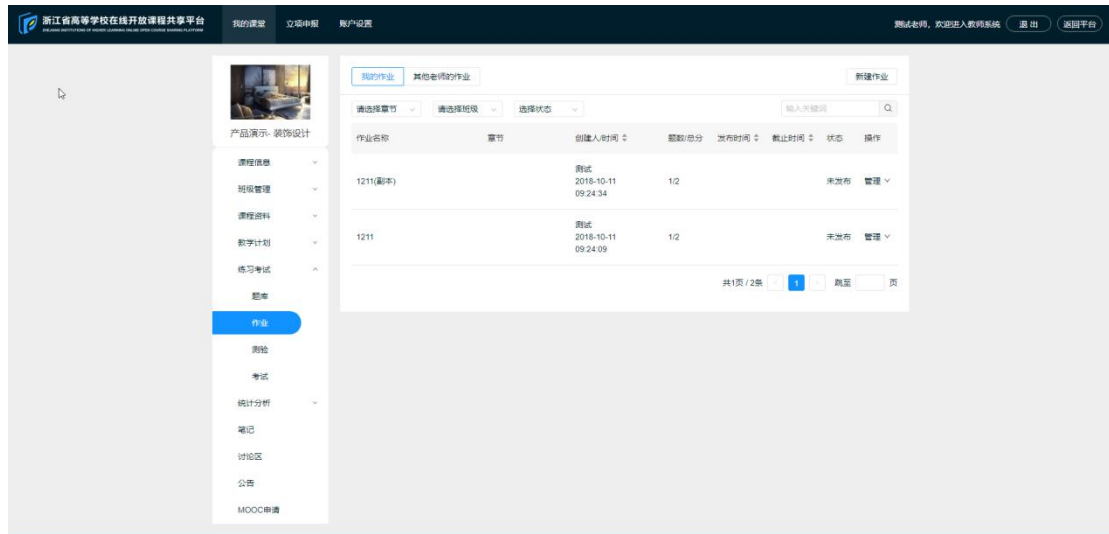 浙江省高等学校在线开放课程共享平台
ZHEJIANG INSTITUTIONS OF HIGHER LEARNING ONLINE OPEN COURSE SHARING PLATFORM
我的课堂 立项申报 账户设置
测试老师，欢迎进入教师系统 退出 返回平台
产品演示- 装饰设计
课程信息
班级管理
课程资料
教学计划
练习考试
题库
作业
测验
考试
统计分析
笔记
讨论区
公告
MOOC申请
我的作业 其他老师的作业 新建作业
请选择章节 请选择班级 选择状态 输入关键词
作业名称 章节 创建人/时间 题数/总分 发布时间 截止时间 状态 操作
测试
1211(副本) 2018-10-11 1/2 未发布 管理
09:24:34
测试
1211 2018-10-11 1/2 未发布 管理
09:24:09
共1页 / 2条 1 跳至 页